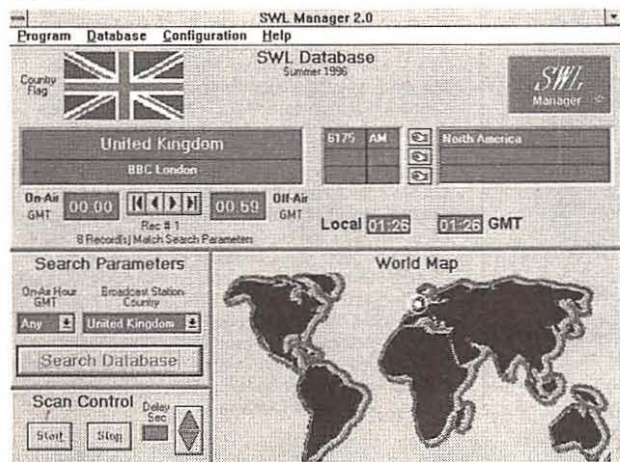 SWL Manager 2.0
Program Database Configuration Help
Country
Flag
SWL Database
Summer 1996
SWL
Manager
United Kingdom
BBC London
6175 AM
North America
On-Air
GMT
00:00
00:59
Off-Air
GMT
Rec # 1
8 Record(s) Match Search Parameters
Local 01:26 01:26 GMT
Search Parameters
On-Air Hour
GMT
Broadcast Station
Country
Any
United Kingdom
Search Database
World Map
Scan Control
Delay
Sec
Start
Stop